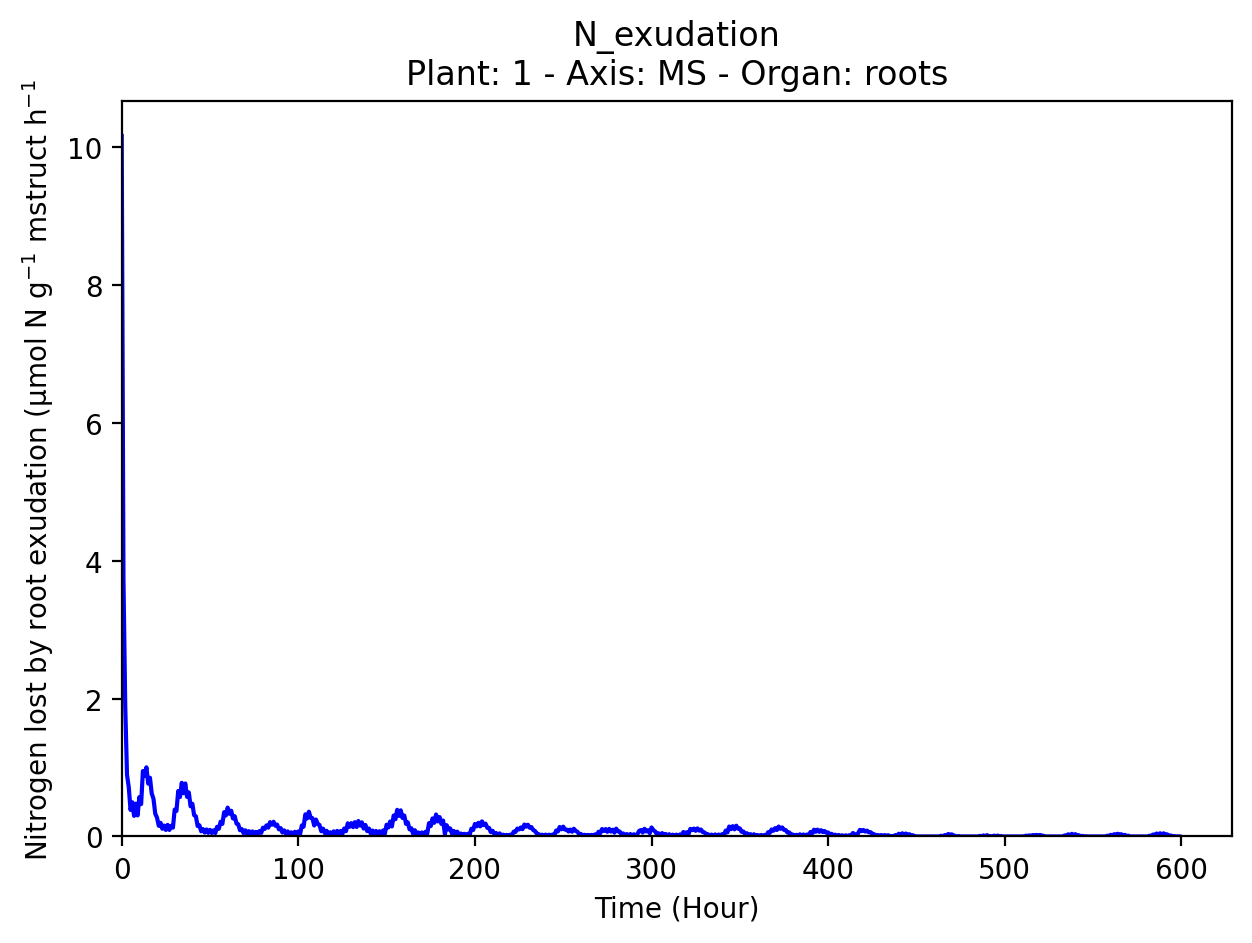 N_exudation
Plant: 1 - Axis: MS - Organ: roots
Nitrogen lost by root exudation (µmol N g⁻¹ mstruct h⁻¹
10
8
6
4
2
0
0 100 200 300 400 500 600
Time (Hour)